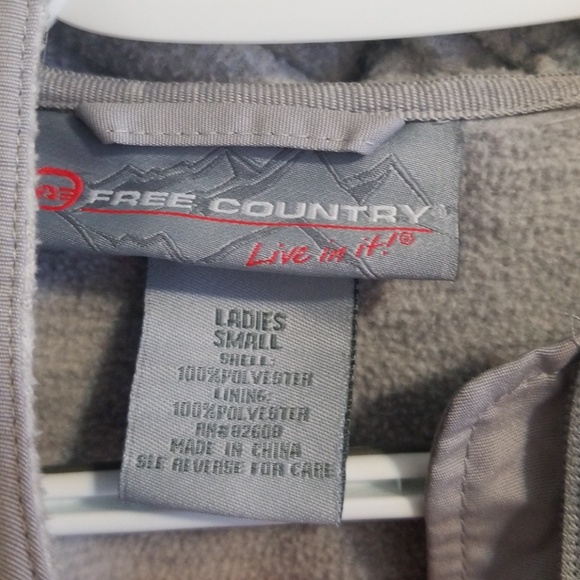 FREE COUNTRY
Live in it!®
LADIES
SMALL
SHELL:
100%POLYESTER
LINING:
100%POLYESTER
RN#82608
MADE IN CHINA
SEE REVERSE FOR CARE